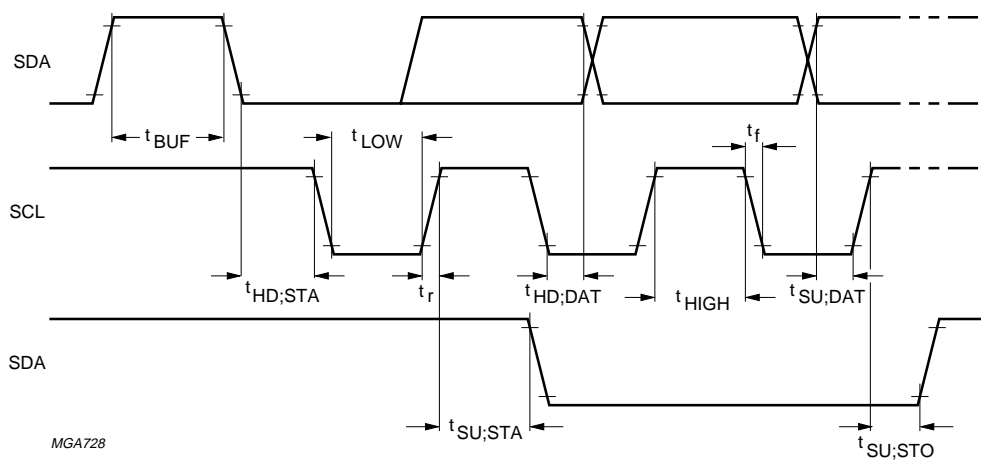 SDA
t BUF
t LOW
t f
SCL
t HD;STA
t r
t HD;DAT
t HIGH
t SU;DAT
SDA
t SU;STA
t SU;STO
MGA728